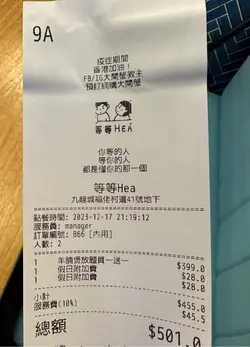 9A
疫症期間
香港加油！
FB/IG大閘蟹教主
預訂網購大閘蟹
等等HeA
你等的人
等你的人
都是懂你的那一個
等等Hea
九龍城福佬村道41號地下
點餐時間: 2023-12-17 21:19:12
服務員: manager
訂單編號: B66 [內用]
人數: 2
1 羊腩煲放題買一送一 $399.0
1 假日附加費 $28.0
1 假日附加費 $28.0
小計 $455.0
服務費(10%) $45.5
總額 $501.0